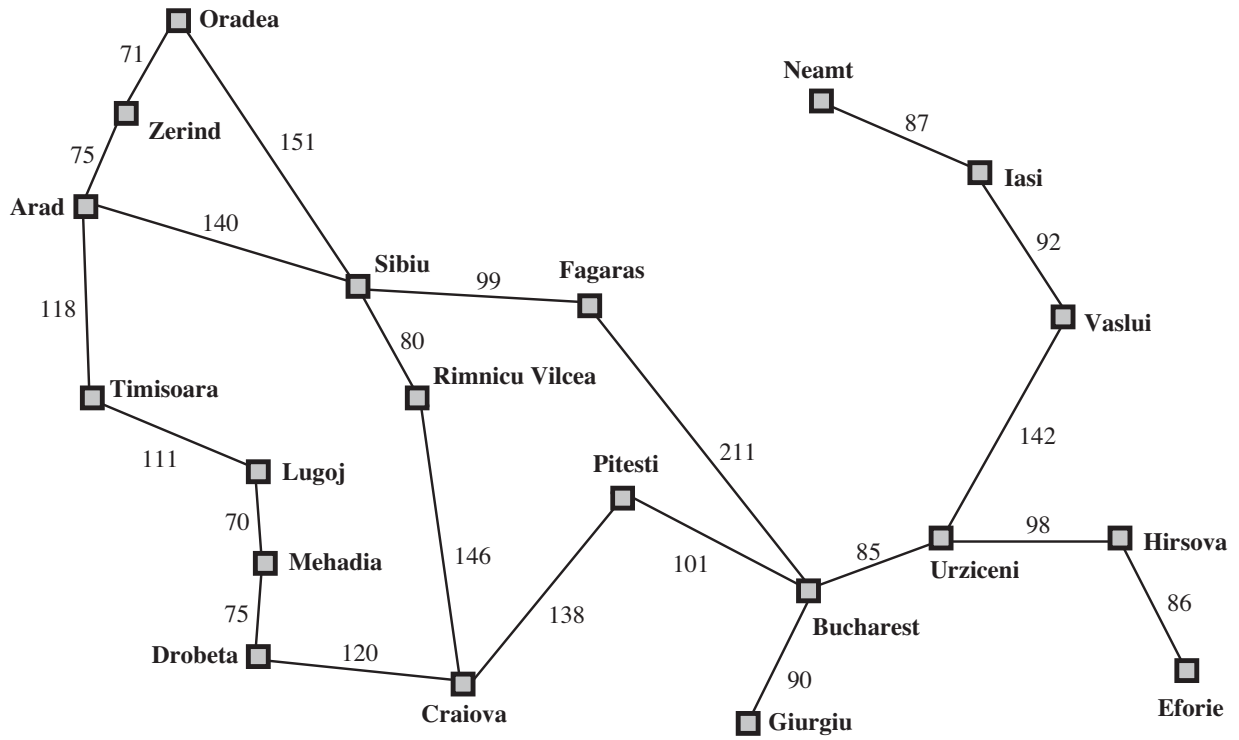 Oradea
71
Neamt
87
Zerind
151
75
Iasi
Arad
140
92
Sibiu
99
Fagaras
118
80
Vaslui
Timisoara
Rimnicu Vilcea
142
211
111
Lugoj
Pitesti
70
98
Hirsova
146
85
Mehadia
101
Urziceni
86
75
138
Bucharest
Drobeta
120
90
Eforie
Craiova
Giurgiu